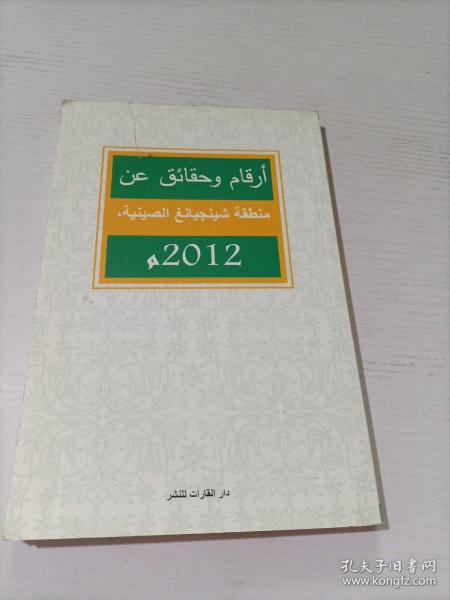 أرقام وحقائق عن
منطقة شينجيانغ الصينية،
2012م
دار القارات للنشر
孔夫子旧书网
www.kongfz.com